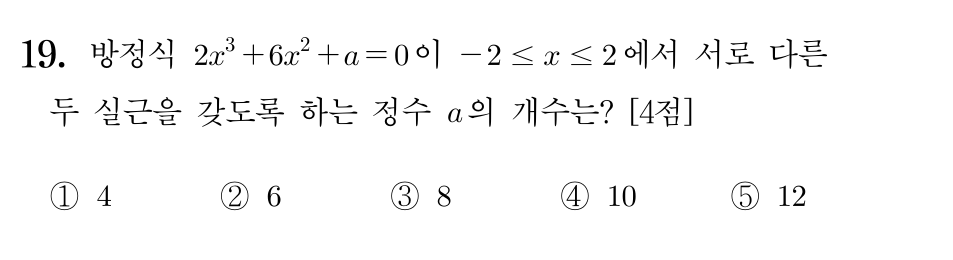 19. 방정식 2x³+6x²+a=0이 −2 ≤ x ≤ 2에서 서로 다른
두 실근을 갖도록 하는 정수 a의 개수는? [4점]
① 4 ② 6 ③ 8 ④ 10 ⑤ 12